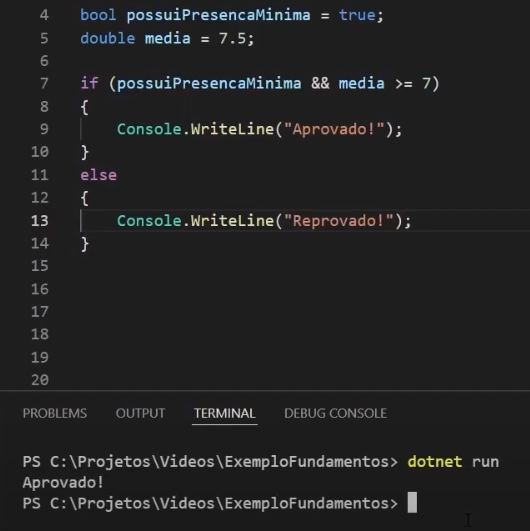 4 bool possuiPresencaMinima = true;
5 double media = 7.5;
6
7 if (possuiPresencaMinima && media >= 7)
8 {
9 Console.WriteLine("Aprovado!");
10 }
11 else
12 {
13 Console.WriteLine("Reprovado!");
14 }
15
16
17
18
19
20
PROBLEMS OUTPUT TERMINAL DEBUG CONSOLE
PS C:\Projetos\Videos\ExemploFundamentos> dotnet run
Aprovado!
PS C:\Projetos\Videos\ExemploFundamentos>